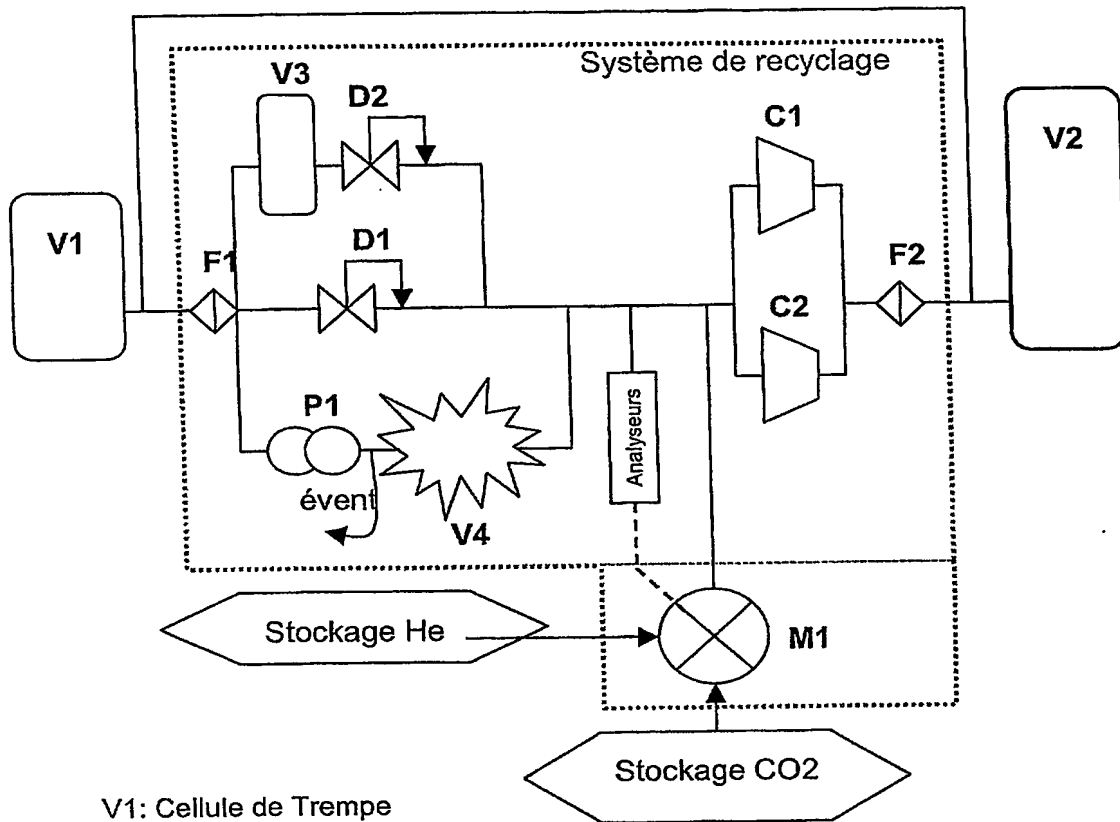 Système de recyclage
V3
D2
C1
V2
V1
F1
D1
F2
C2
P1
Analyseurs
évent
V4
Stockage He
M1
Stockage CO2
V1: Cellule de Trempe